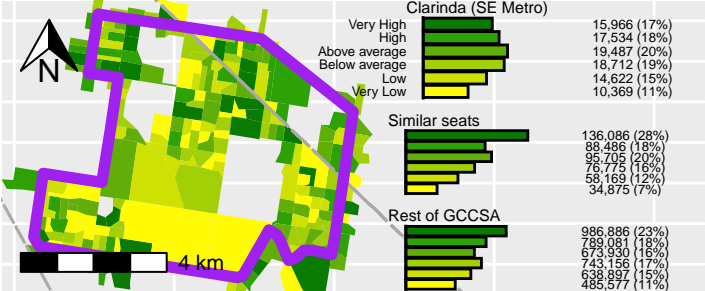 Clarinda (SE Metro)
Very High 15,966 (17%)
High 17,534 (18%)
Above average 19,487 (20%)
Below average 18,712 (19%)
Low 14,622 (15%)
Very Low 10,369 (11%)
Similar seats
136,086 (28%)
88,486 (18%)
95,705 (20%)
76,775 (16%)
58,169 (12%)
34,875 (7%)
Rest of GCCSA
986,886 (23%)
789,081 (18%)
673,930 (16%)
743,156 (17%)
638,897 (15%)
485,577 (11%)
N
4 km